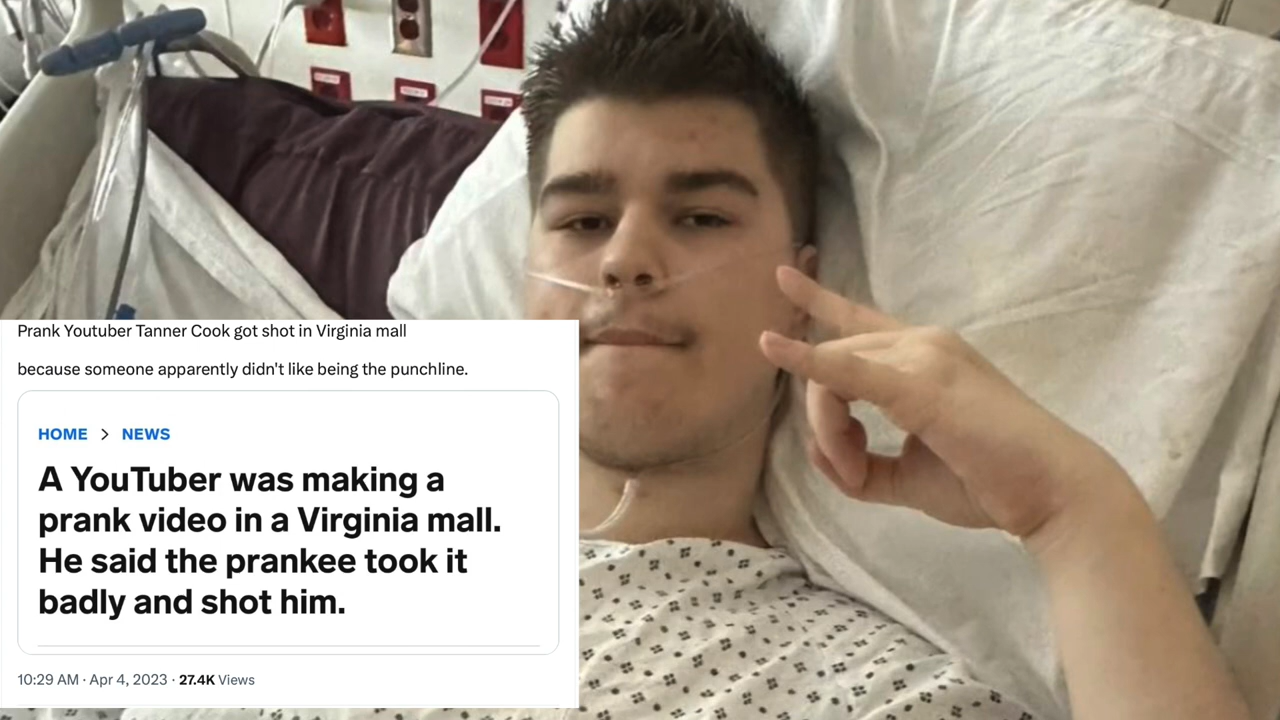 Prank Youtuber Tanner Cook got shot in Virginia mall
because someone apparently didn't like being the punchline.
HOME > NEWS
A YouTuber was making a
prank video in a Virginia mall.
He said the prankee took it
badly and shot him.
10:29 AM · Apr 4, 2023 · 27.4K Views